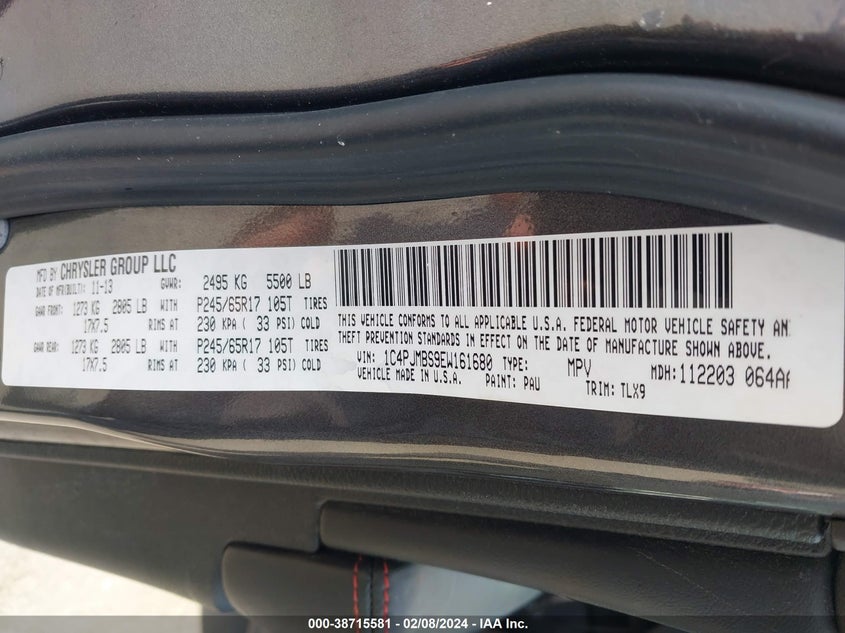 MFD BY CHRYSLER GROUP LLC
DATE OF MFR(BUILT): 11-13 GVWR: 2495 KG 5500 LB
GAWR FRONT: 1273 KG 2805 LB WITH P245/65R17 105T TIRES
17X7.5 RIMS AT 230 KPA ( 33 PSI) COLD
GAWR REAR: 1273 KG 2805 LB WITH P245/65R17 105T TIRES
17X7.5 RIMS AT 230 KPA ( 33 PSI) COLD
THIS VEHICLE CONFORMS TO ALL APPLICABLE U.S.A. FEDERAL MOTOR VEHICLE SAFETY AN
THEFT PREVENTION STANDARDS IN EFFECT ON THE DATE OF MANUFACTURE SHOWN ABOVE.
VIN: 1C4PJMBS9EW161680 TYPE: MPV MDH:112203 064AA
VEHICLE MADE IN U.S.A. PAINT: PAU TRIM: TLX9
000-38715581 - 02/08/2024 - IAA Inc.